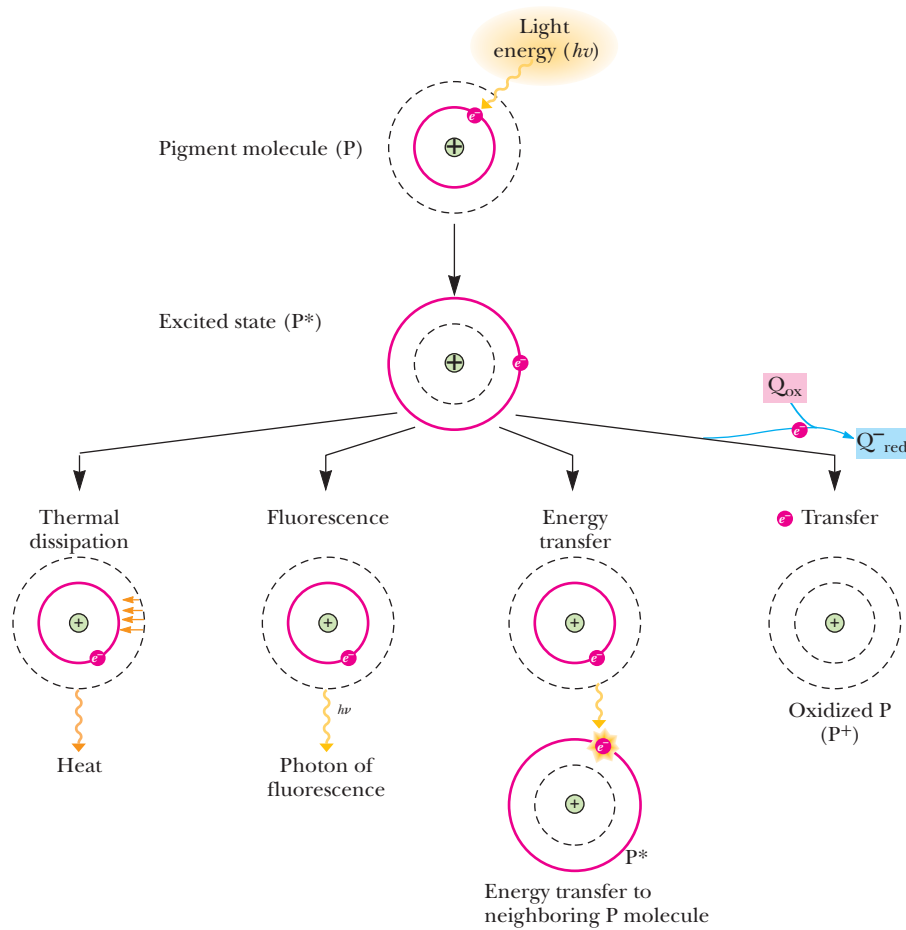 Light
energy (hν)
e⁻
Pigment molecule (P)
+
Excited state (P*)
+
e⁻
Qox
e⁻
Q⁻red
Thermal
dissipation
Fluorescence
Energy
transfer
e⁻ Transfer
+
e⁻
+
e⁻
+
e⁻
+
hν
Oxidized P
(P⁺)
Heat
Photon of
fluorescence
e⁻
+
P*
Energy transfer to
neighboring P molecule